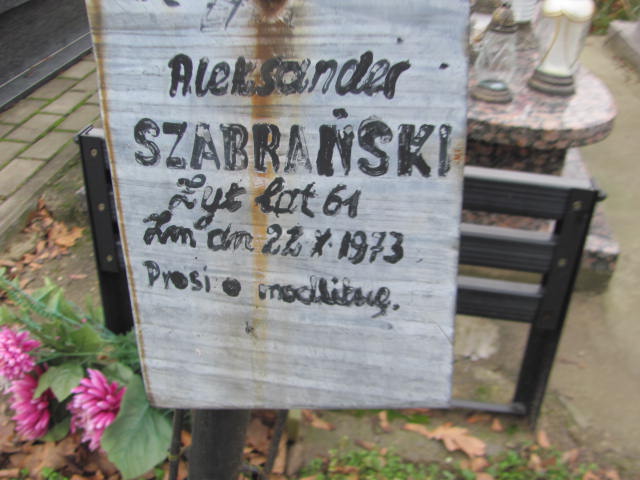 Aleksander
SZABRAŃSKI
Żył lat 61
Zm dn 22 X 1973
Prosi o modlitwę.